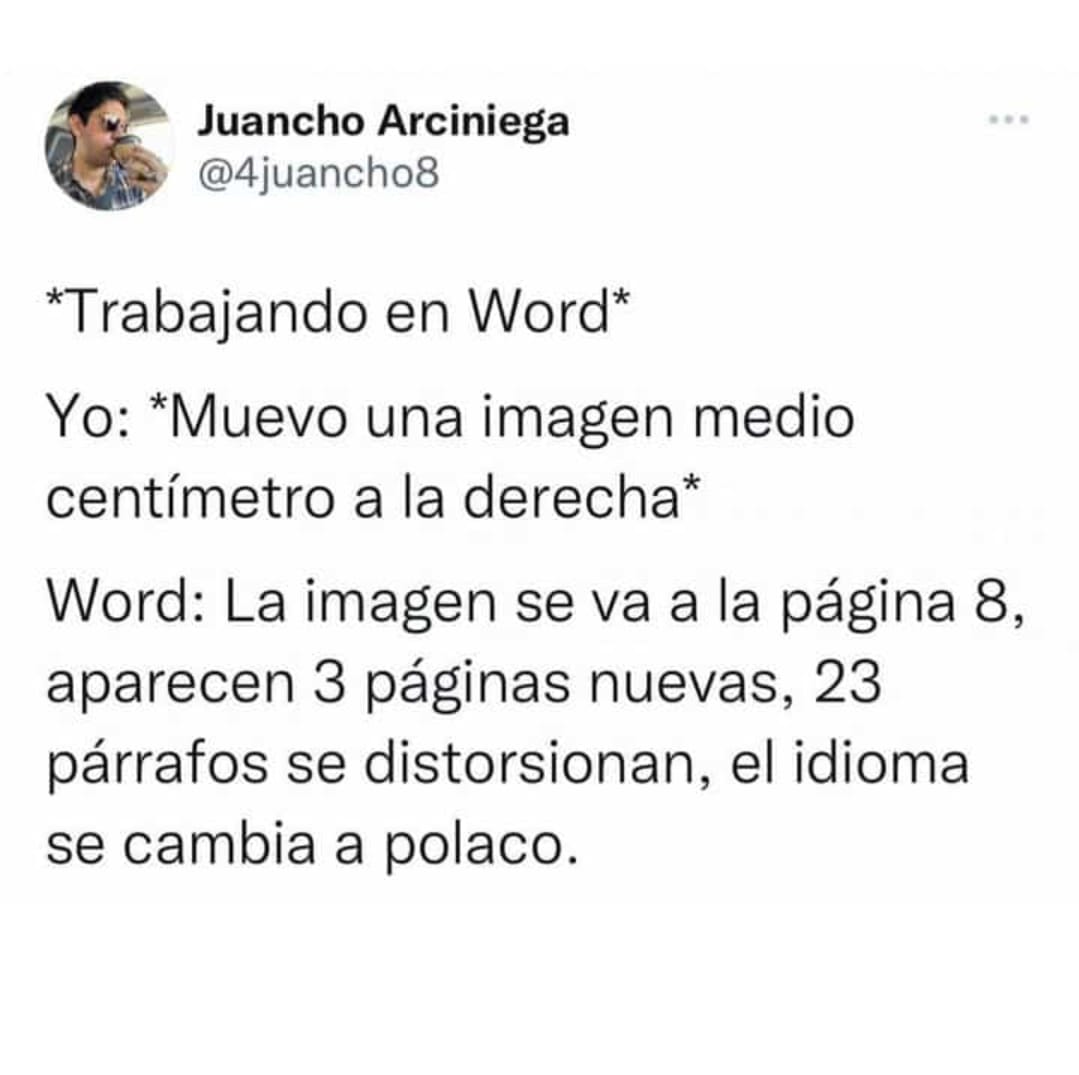 Juancho Arciniega
@4juancho8
*Trabajando en Word*
Yo: *Muevo una imagen medio
centímetro a la derecha*
Word: La imagen se va a la página 8,
aparecen 3 páginas nuevas, 23
párrafos se distorsionan, el idioma
se cambia a polaco.